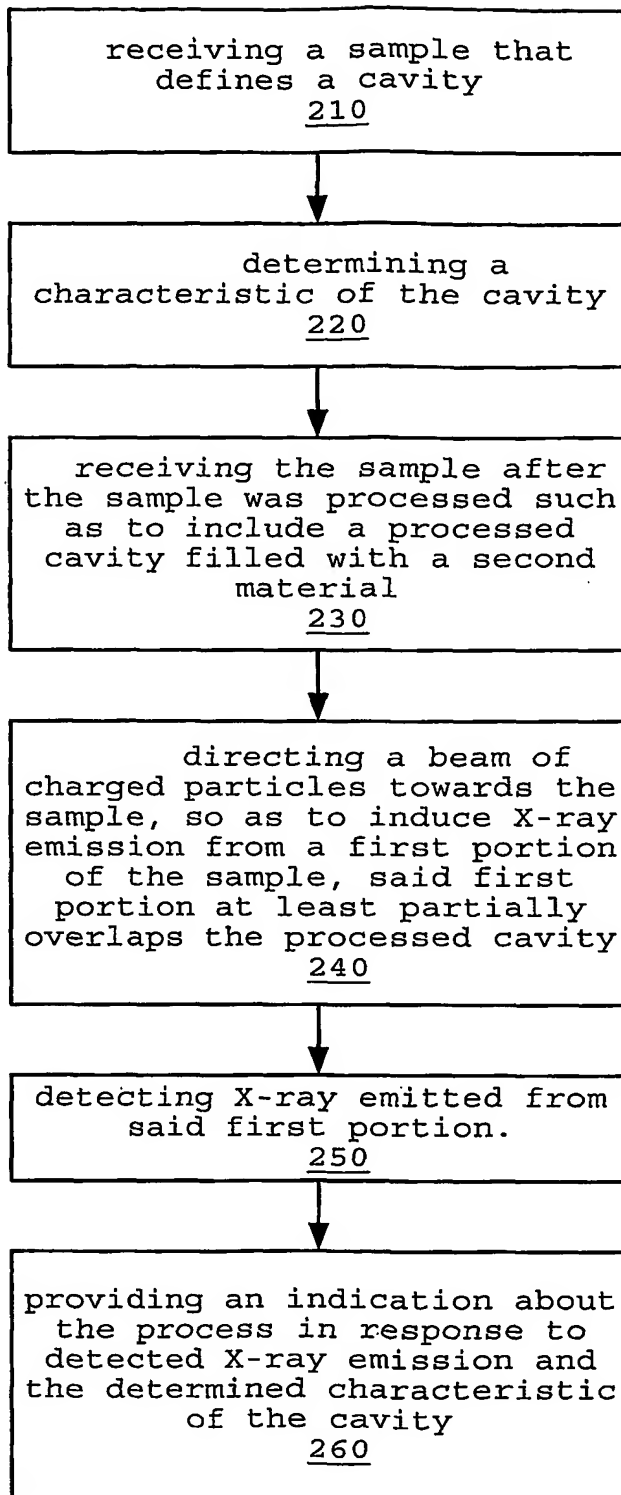 receiving a sample that
defines a cavity
210
determining a
characteristic of the cavity
220
receiving the sample after
the sample was processed such
as to include a processed
cavity filled with a second
material
230
directing a beam of
charged particles towards the
sample, so as to induce X-ray
emission from a first portion
of the sample, said first
portion at least partially
overlaps the processed cavity
240
detecting X-ray emitted from
said first portion.
250
providing an indication about
the process in response to
detected X-ray emission and
the determined characteristic
of the cavity
260